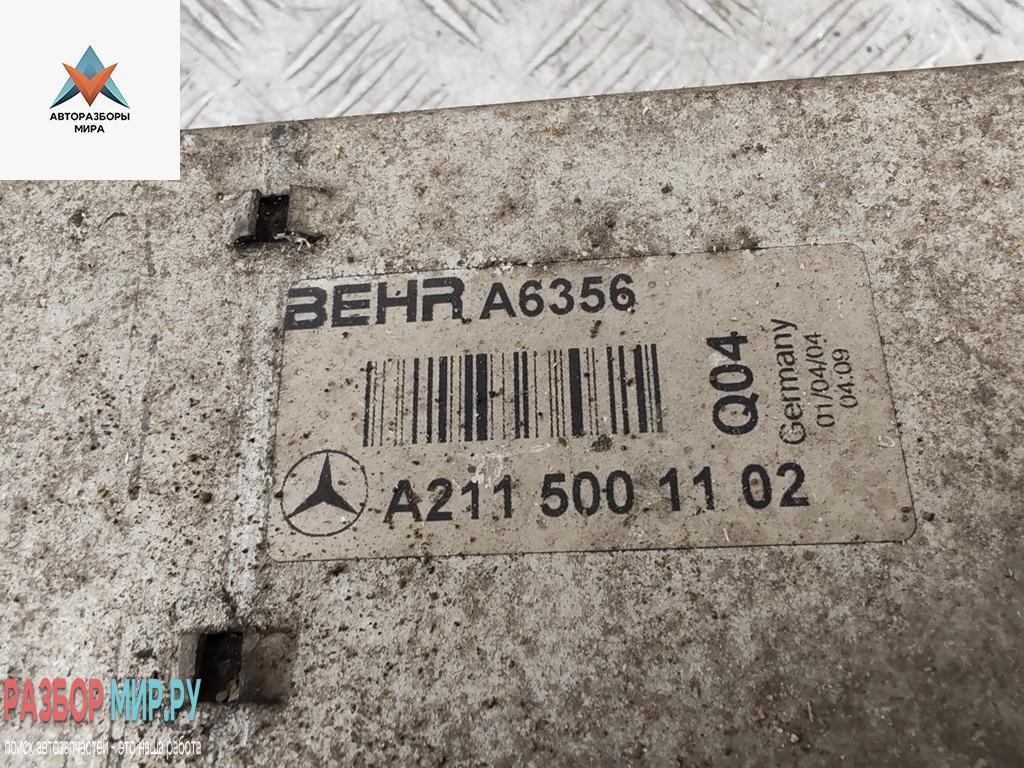 АВТОРАЗБОРЫ
МИРА
BEHR A6356
Q04
Germany
01/04/04
04:09
A211 500 11 02
РАЗБОР МИР.РУ
поиск автозапчастей - это наша работа